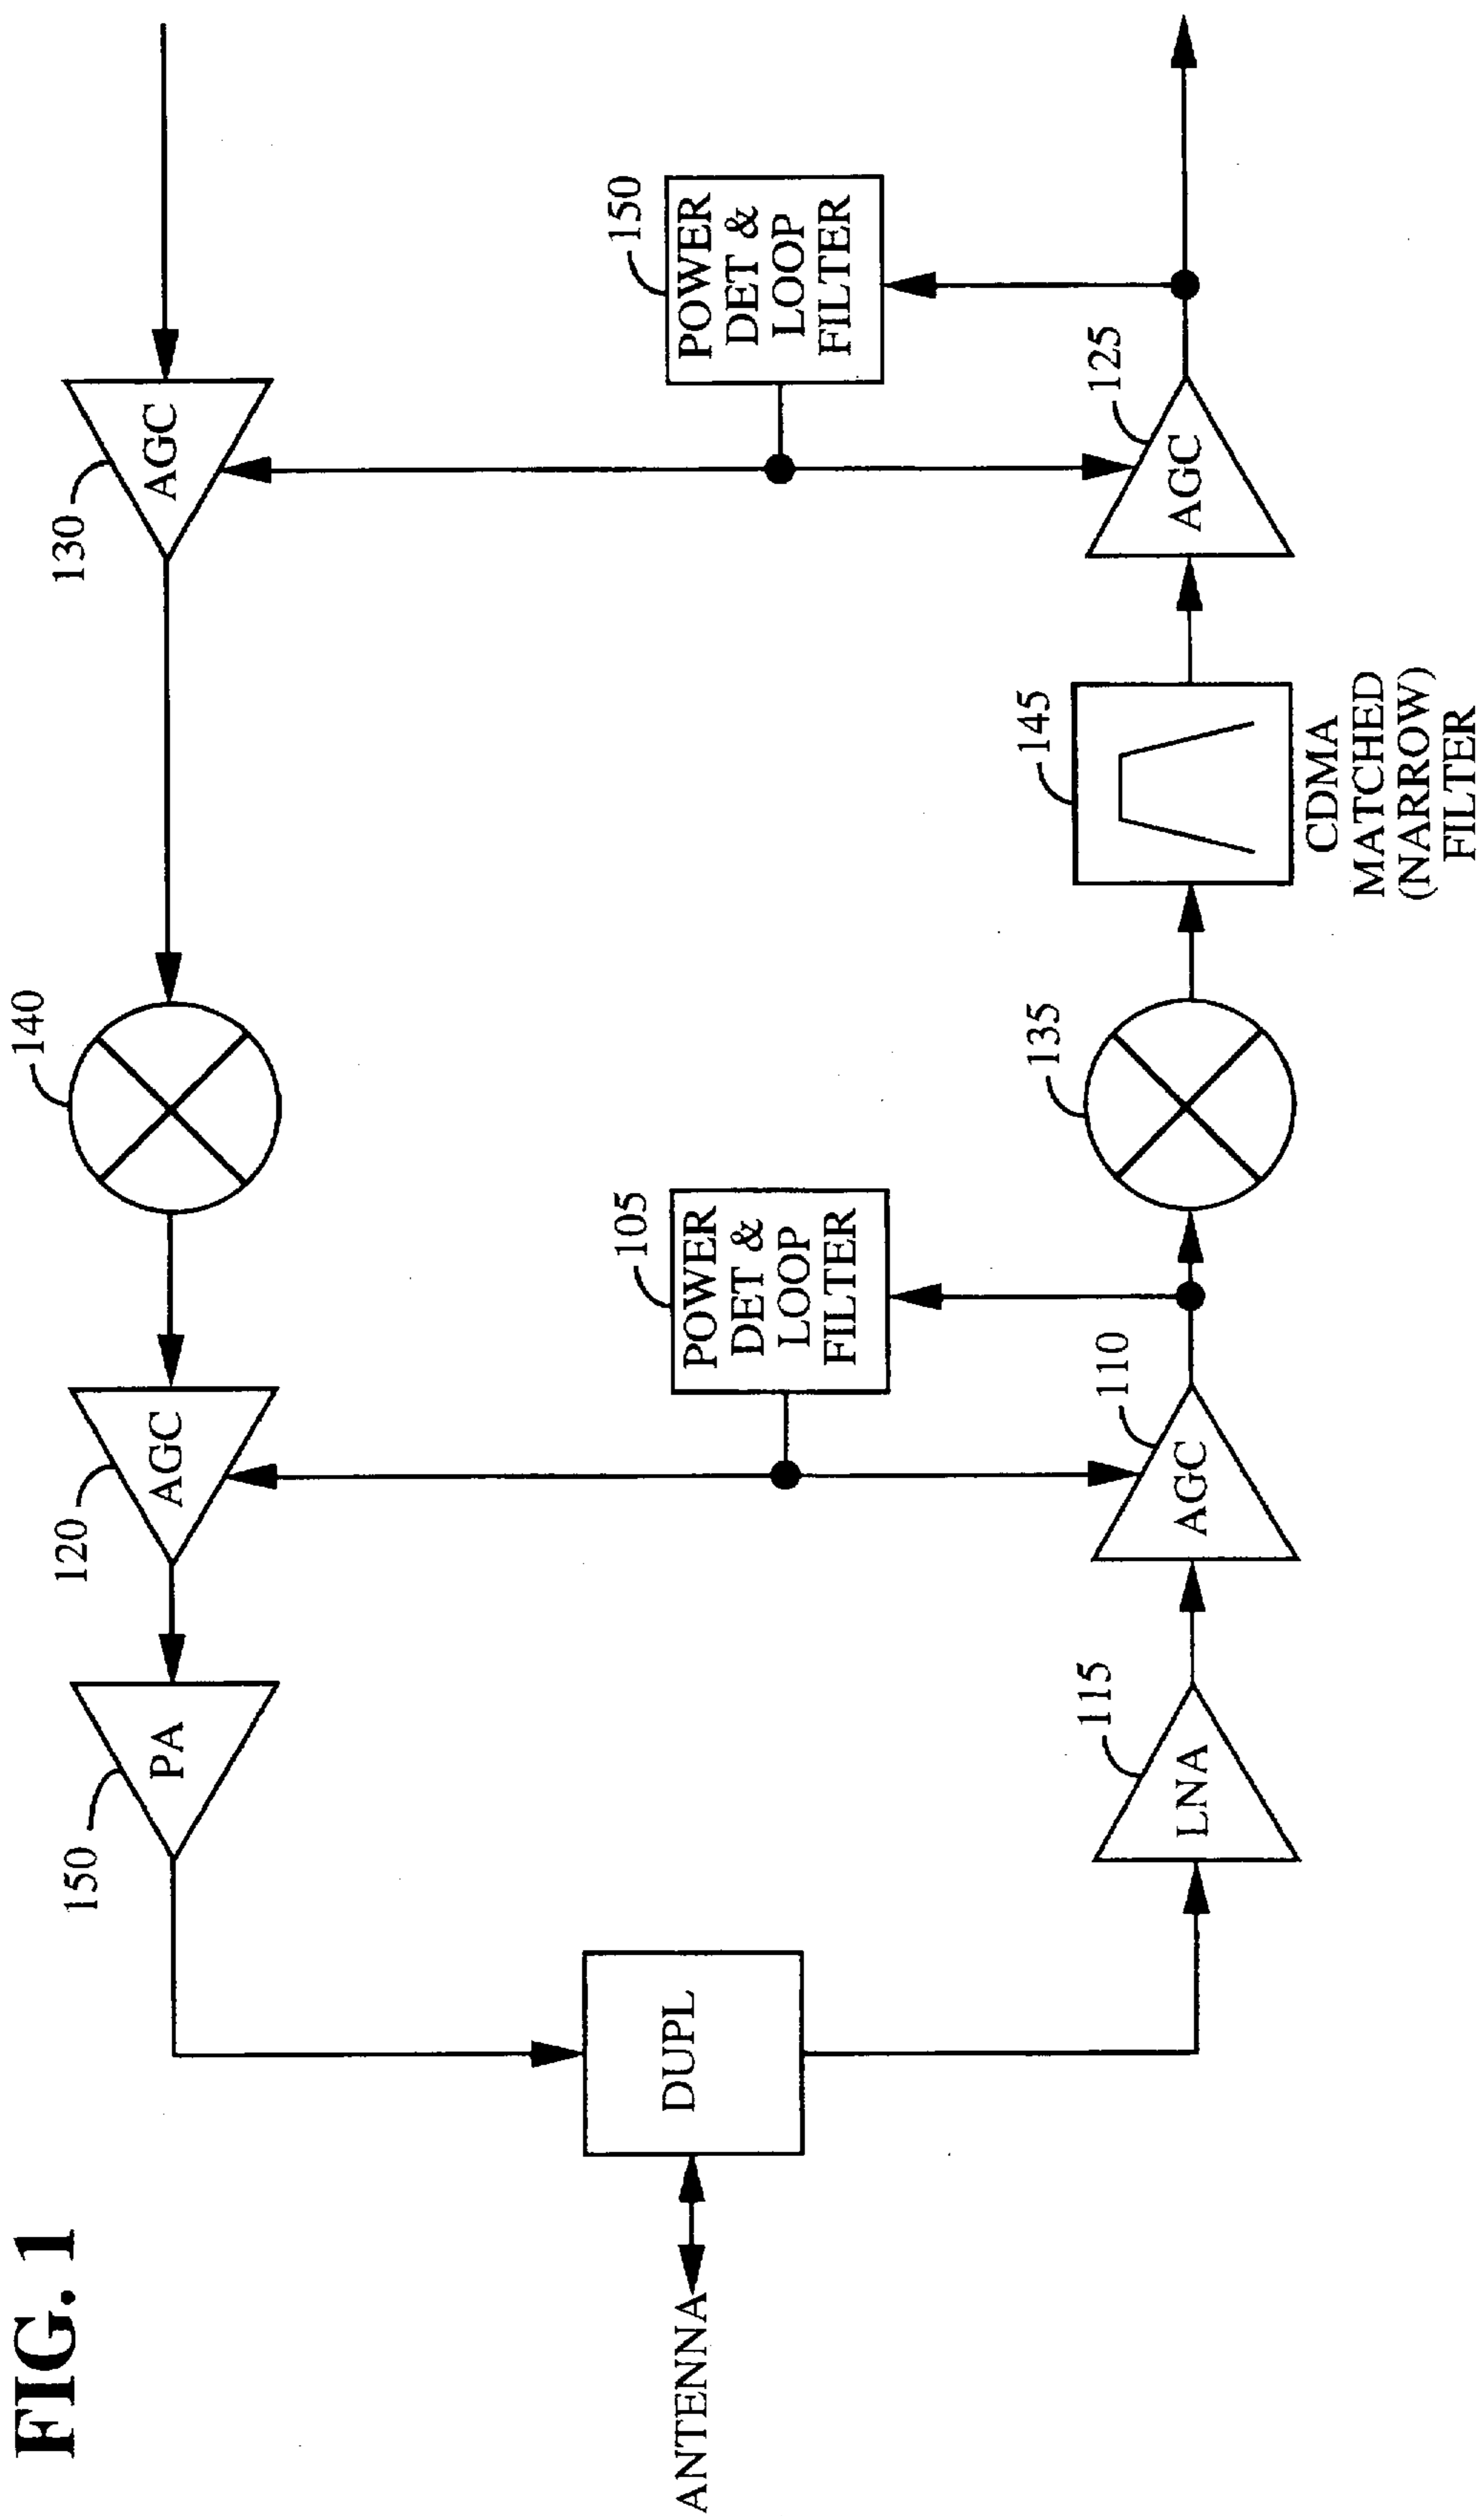 FIG. 1
150
PA
120
AGC
140
130
AGC
ANTENNA
DUPL
105
POWER
DET &
LOOP
FILTER
150
POWER
DET &
LOOP
FILTER
115
LNA
110
AGC
135
145
CDMA
MATCHED
(NARROW)
FILTER
125
AGC